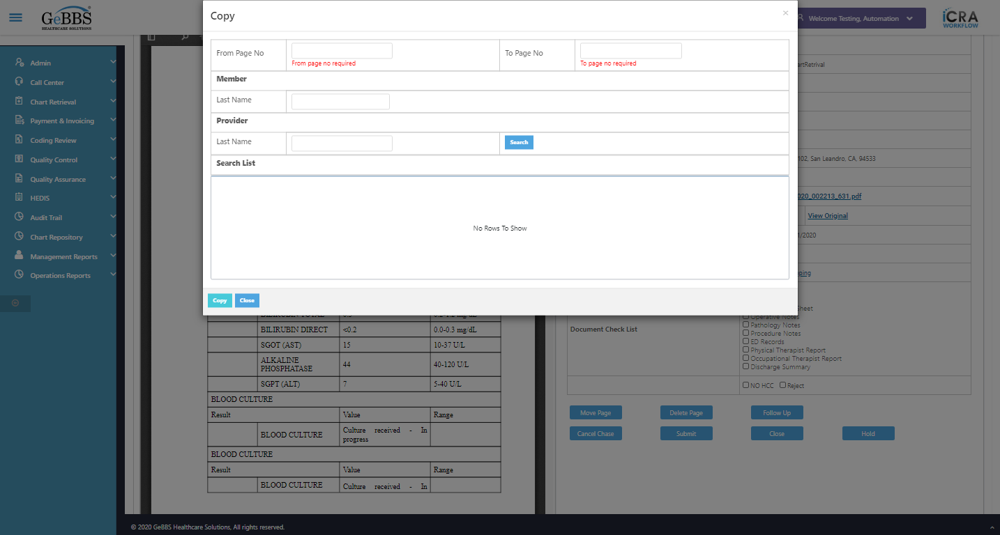 GeBBS
HEALTHCARE SOLUTIONS
Copy
×
Welcome Testing, Automation
iCRA
WORKFLOW
Admin
Call Center
Chart Retrieval
Payment & Invoicing
Coding Review
Quality Control
Quality Assurance
HEDIS
Audit Trail
Chart Repository
Management Reports
Operations Reports
From Page No
From page no required
To Page No
To page no required
Member
Last Name
Provider
Last Name
Search
Search List
No Rows To Show
Copy
Close
artRetrival
102, San Leandro, CA, 94533
020_002213_631.pdf
View Original
1/2020
ping
BILIRUBIN DIRECT <0.2 0.0-0.3 mg/dL
SGOT (AST) 15 10-37 U/L
ALKALINE PHOSPHATASE 44 40-120 U/L
SGPT (ALT) 7 5-40 U/L
BLOOD CULTURE
Result Value Range
BLOOD CULTURE Culture received - In progress
BLOOD CULTURE
Result Value Range
BLOOD CULTURE Culture received - In
Document Check List
Sheet
Operative Notes
Pathology Notes
Procedure Notes
ED Records
Physical Therapist Report
Occupational Therapist Report
Discharge Summary
NO HCC Reject
Move Page Delete Page Follow Up
Cancel Chase Submit Close Hold
© 2020 GeBBS Healthcare Solutions, All rights reserved.